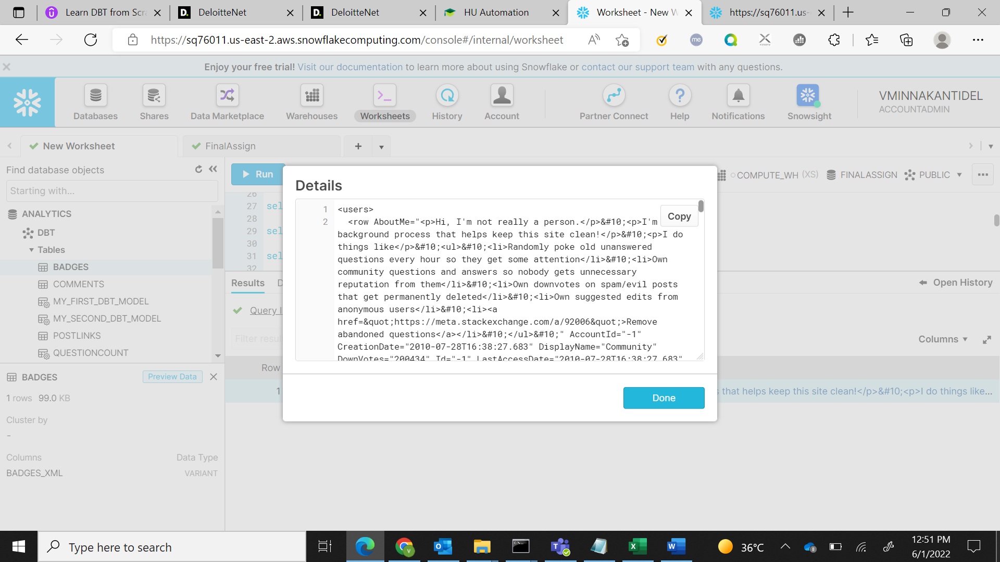 Learn DBT from Scr
DeloitteNet
DeloitteNet
HU Automation
Worksheet - New W
https://sq76011.us-
https://sq76011.us-east-2.aws.snowflakecomputing.com/console#/internal/worksheet
Enjoy your free trial! Visit our documentation to learn more about using Snowflake or contact our support team with any questions.
Databases
Shares
Data Marketplace
Warehouses
Worksheets
History
Account
Partner Connect
Help
Notifications
Snowsight
VMINNAKANTIDEL
ACCOUNTADMIN
New Worksheet
FinalAssign
Find database objects
Starting with...
ANALYTICS
DBT
Tables
BADGES
COMMENTS
MY_FIRST_DBT_MODEL
MY_SECOND_DBT_MODEL
POSTLINKS
QUESTIONCOUNT
BADGES
Preview Data
1 rows 99.0 KB
Cluster by
-
Columns Data Type
BADGES_XML VARIANT
Run
COMPUTE_WH (XS)
FINALASSIGN
PUBLIC
26
27 sel
28
29 sel
30
31 sel
32
Results D
Open History
Query I
Filter resul
Columns
Row
1
s that helps keep this site clean!</p>&#10;<p>I do things like...
Details
Copy
1 <users>
2 <row AboutMe="<p>Hi, I'm not really a person.</p>&#10;<p>I'm
background process that helps keep this site clean!</p>&#10;<p>I do
things like</p>&#10;<ul>&#10;<li>Randomly poke old unanswered
questions every hour so they get some attention</li>&#10;<li>Own
community questions and answers so nobody gets unnecessary
reputation from them</li>&#10;<li>Own downvotes on spam/evil posts
that get permanently deleted</li>&#10;<li>Own suggested edits from
anonymous users</li>&#10;<li><a
href=&quot;https://meta.stackexchange.com/a/92006&quot;>Remove
abandoned questions</a></li>&#10;</ul>&#10;" AccountId="-1"
CreationDate="2010-07-28T16:38:27.683" DisplayName="Community"
DownVotes="200434" Id="-1" LastAccessDate="2010-07-28T16:38:27.683"
Done
Type here to search
36°C
12:51 PM
6/1/2022